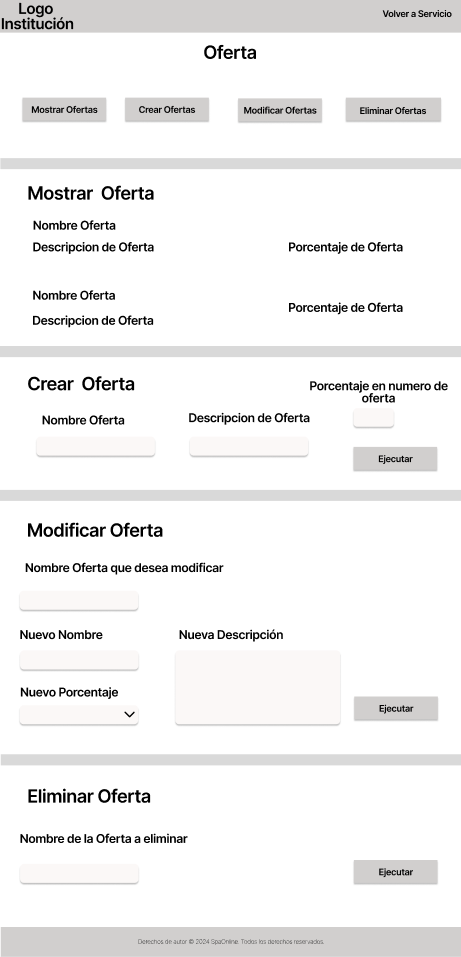 Logo
Institución
Volver a Servicio
Oferta
Mostrar Ofertas
Crear Ofertas
Modificar Ofertas
Eliminar Ofertas
Mostrar Oferta
Nombre Oferta
Descripcion de Oferta
Porcentaje de Oferta
Nombre Oferta
Porcentaje de Oferta
Descripcion de Oferta
Crear Oferta
Porcentaje en numero de
oferta
Nombre Oferta
Descripcion de Oferta
Ejecutar
Modificar Oferta
Nombre Oferta que desea modificar
Nuevo Nombre
Nueva Descripción
Nuevo Porcentaje
Ejecutar
Eliminar Oferta
Nombre de la Oferta a eliminar
Ejecutar
Derechos de autor © 2024 SpaOnline. Todos los derechos reservados.